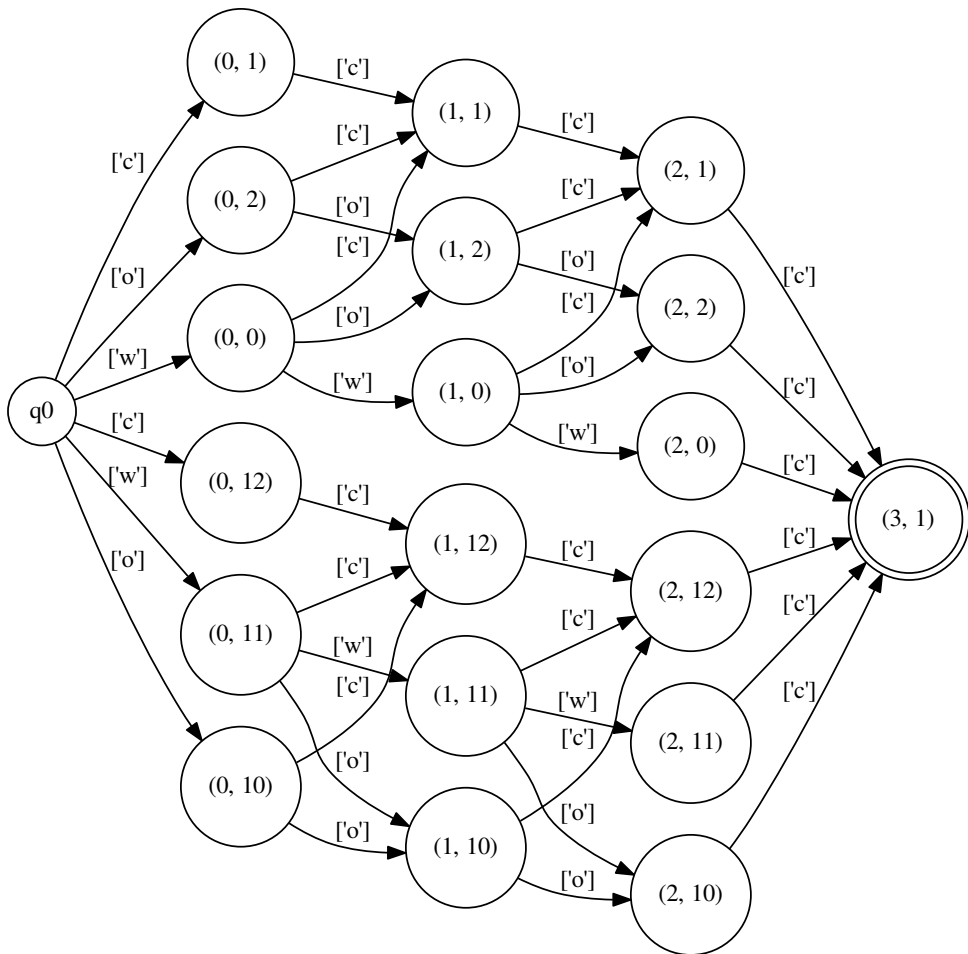 q0
['c']
['o']
['w']
['c']
['w']
['o']
(0, 1)
(0, 2)
(0, 0)
(0, 12)
(0, 11)
(0, 10)
['c']
['c']
['o']
['c']
['o']
['w']
['c']
['c']
['w']
['c']
['o']
['o']
(1, 1)
(1, 2)
(1, 0)
(1, 12)
(1, 11)
(1, 10)
['c']
['c']
['o']
['c']
['o']
['w']
['c']
['c']
['w']
['c']
['o']
['o']
(2, 1)
(2, 2)
(2, 0)
(2, 12)
(2, 11)
(2, 10)
['c']
['c']
['c']
['c']
['c']
['c']
(3, 1)